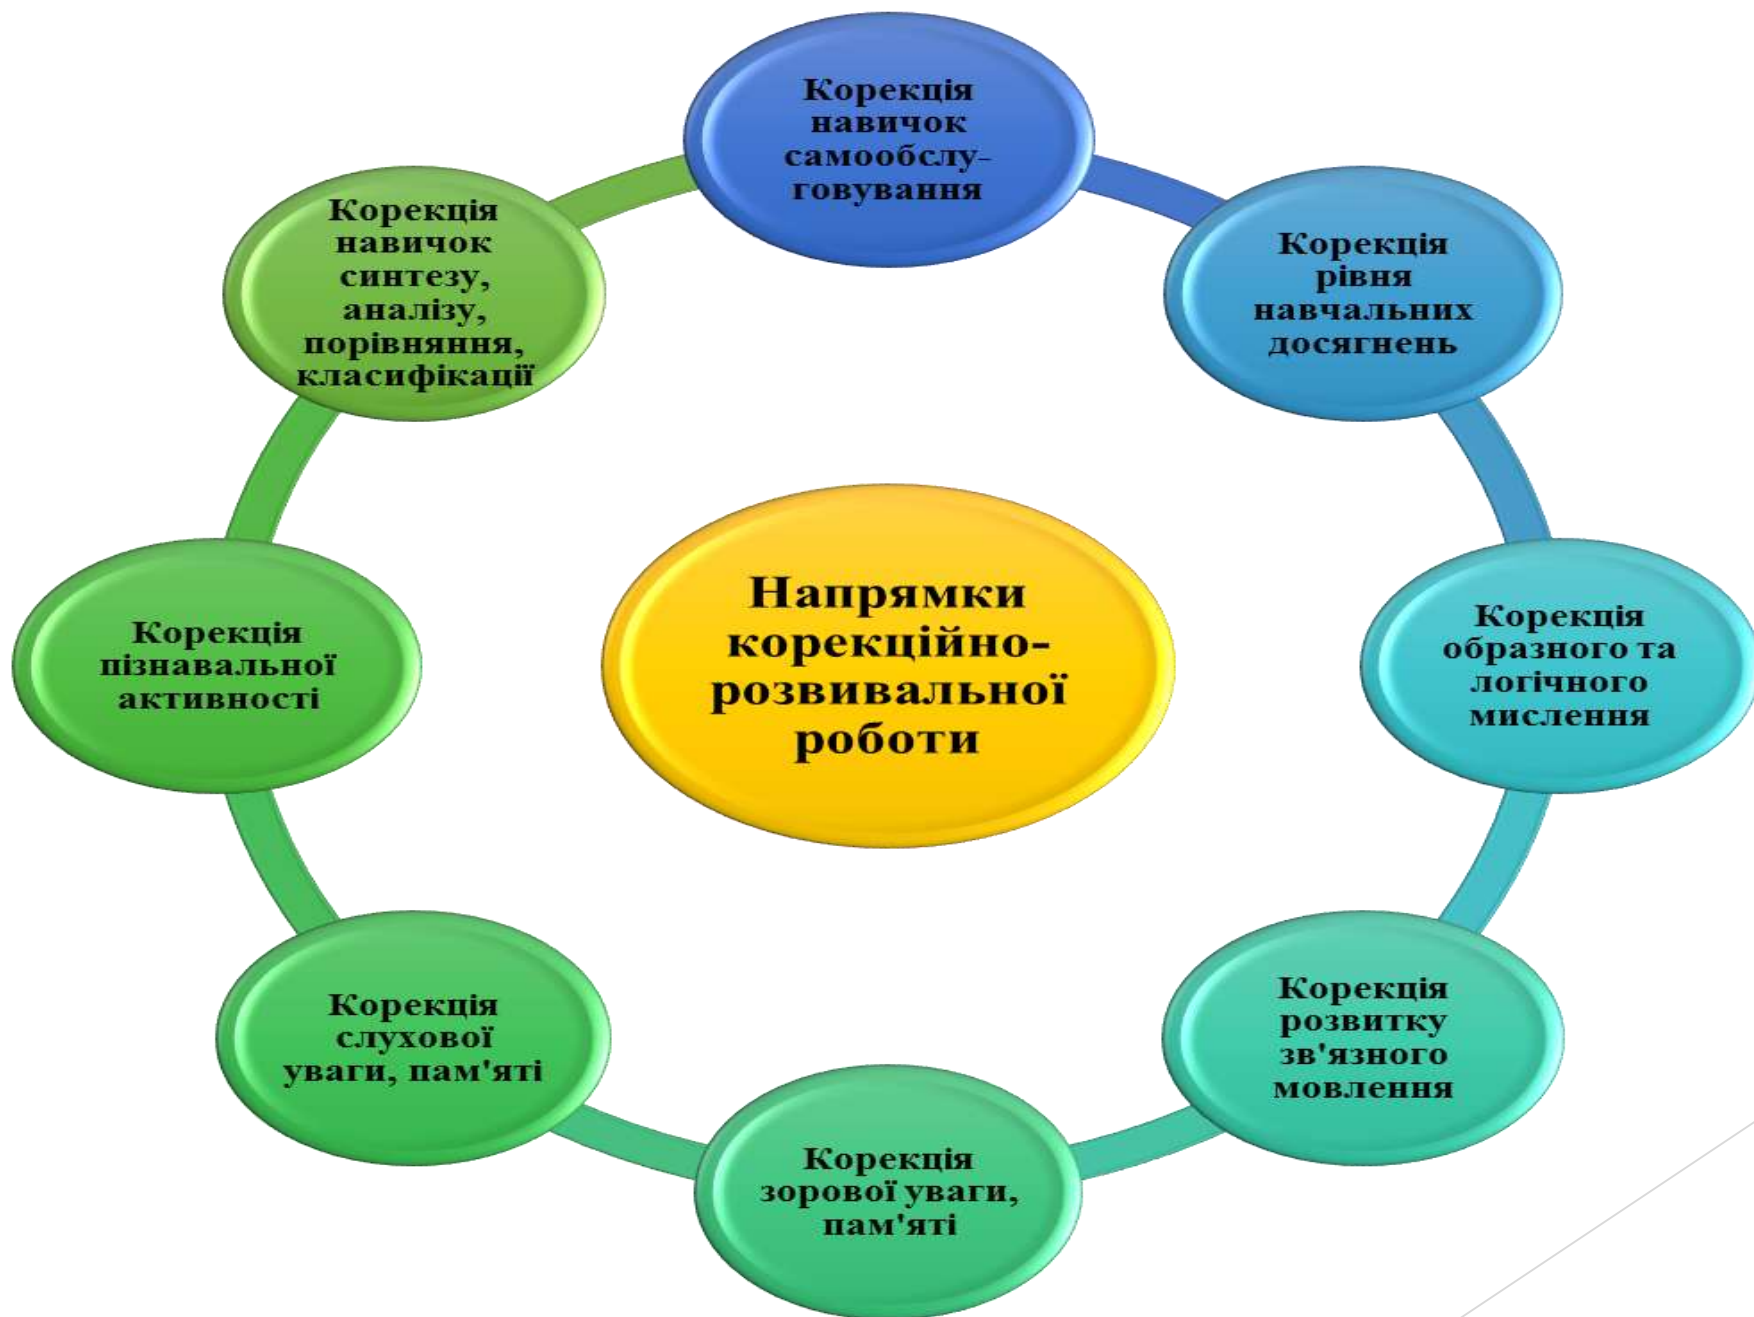 Корекція
навичок
самообслу-
говування
Корекція
рівня
навчальних
досягнень
Корекція
образного та
логічного
мислення
Корекція
розвитку
зв'язного
мовлення
Корекція
зорової уваги,
пам'яті
Корекція
слухової
уваги, пам'яті
Корекція
пізнавальної
активності
Корекція
навичок
синтезу,
аналізу,
порівняння,
класифікації
Напрямки
корекційно-
розвивальної
роботи